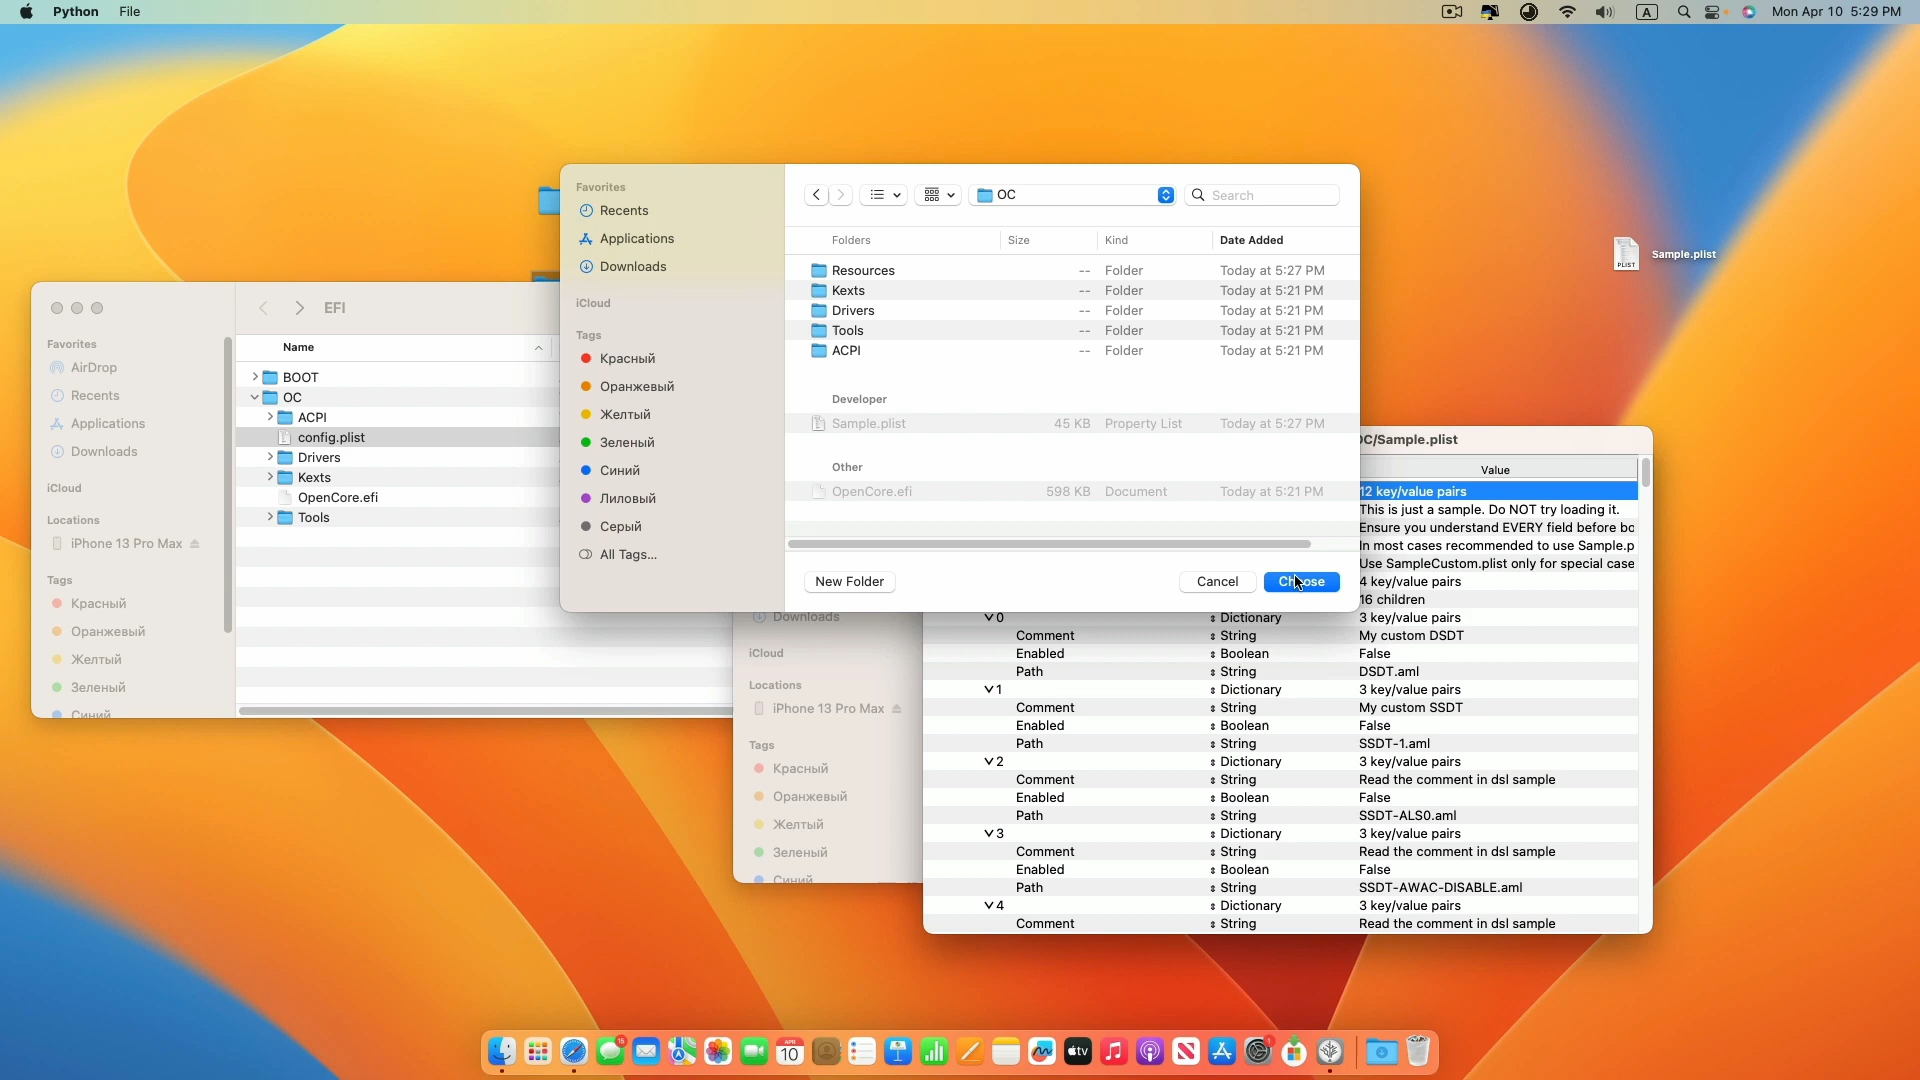 Python File
A Mon Apr 10 5:29 PM
Favorites
Recents
Applications
Downloads
iCloud
Tags
Красный
Оранжевый
Желтый
Зеленый
Синий
Лиловый
Серый
All Tags...
OC
Search
Folders Size Kind Date Added
Resources -- Folder Today at 5:27 PM
Kexts -- Folder Today at 5:21 PM
Drivers -- Folder Today at 5:21 PM
Tools -- Folder Today at 5:21 PM
ACPI -- Folder Today at 5:21 PM
Developer
Sample.plist 45 KB Property List Today at 5:27 PM
Other
OpenCore.efi 598 KB Document Today at 5:21 PM
New Folder Cancel Choose
PLIST
Sample.plist
EFI
Favorites
AirDrop
Recents
Applications
Downloads
iCloud
Locations
iPhone 13 Pro Max
Tags
Красный
Оранжевый
Желтый
Зеленый
Синий
Name
BOOT
OC
ACPI
config.plist
Drivers
Kexts
OpenCore.efi
Tools
Downloads
iCloud
Locations
iPhone 13 Pro Max
Tags
Красный
Оранжевый
Желтый
Зеленый
Синий
OC/Sample.plist
Value
12 key/value pairs
This is just a sample. Do NOT try loading it.
Ensure you understand EVERY field before bo
In most cases recommended to use Sample.p
Use SampleCustom.plist only for special case
4 key/value pairs
16 children
0 Dictionary 3 key/value pairs
Comment String My custom DSDT
Enabled Boolean False
Path String DSDT.aml
1 Dictionary 3 key/value pairs
Comment String My custom SSDT
Enabled Boolean False
Path String SSDT-1.aml
2 Dictionary 3 key/value pairs
Comment String Read the comment in dsl sample
Enabled Boolean False
Path String SSDT-ALS0.aml
3 Dictionary 3 key/value pairs
Comment String Read the comment in dsl sample
Enabled Boolean False
Path String SSDT-AWAC-DISABLE.aml
4 Dictionary 3 key/value pairs
Comment String Read the comment in dsl sample
15
APR
10
tv
1